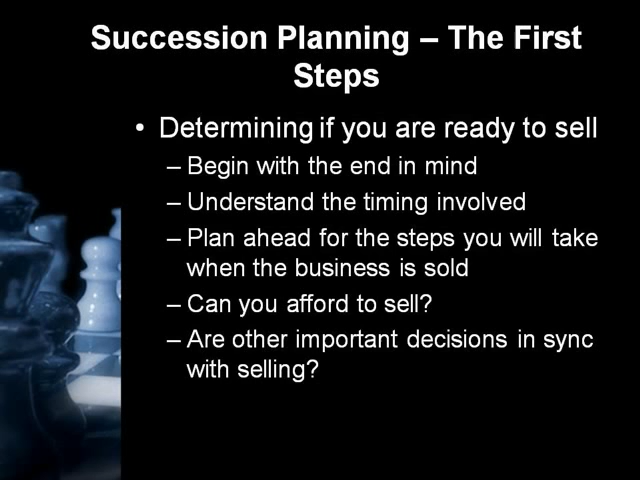 Succession Planning – The First
Steps
• Determining if you are ready to sell
– Begin with the end in mind
– Understand the timing involved
– Plan ahead for the steps you will take
when the business is sold
– Can you afford to sell?
– Are other important decisions in sync
with selling?